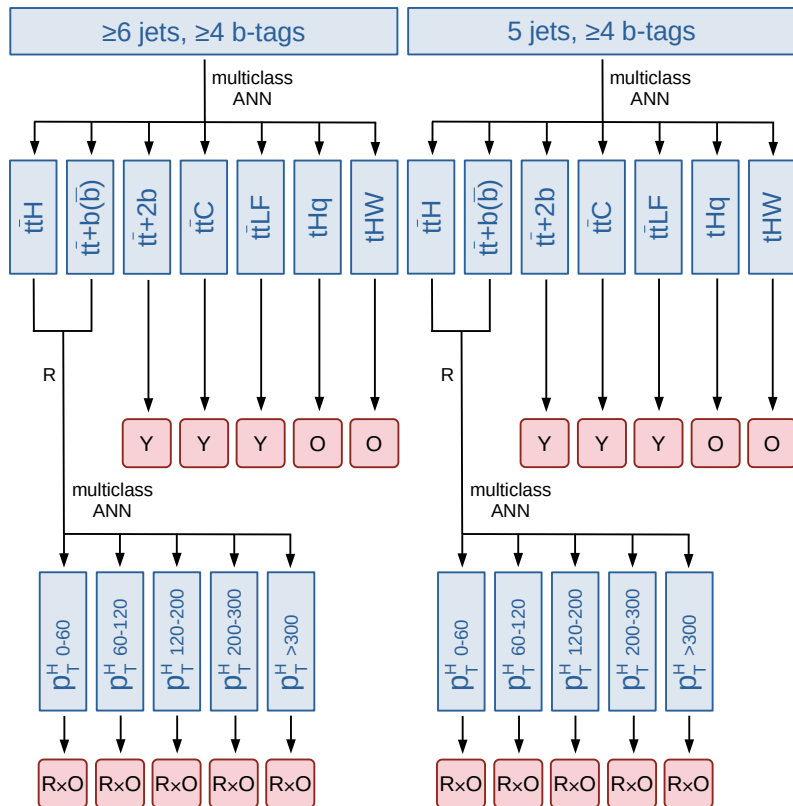 ≥6 jets, ≥4 b-tags
5 jets, ≥4 b-tags
multiclass
ANN
multiclass
ANN
tt̄H
tt̄+b(b̄)
tt̄+2b
tt̄C
tt̄LF
tHq
tHW
tt̄H
tt̄+b(b̄)
tt̄+2b
tt̄C
tt̄LF
tHq
tHW
R
R
Y
Y
Y
O
O
Y
Y
Y
O
O
multiclass
ANN
multiclass
ANN
p_T^H 0-60
p_T^H 60-120
p_T^H 120-200
p_T^H 200-300
p_T^H >300
p_T^H 0-60
p_T^H 60-120
p_T^H 120-200
p_T^H 200-300
p_T^H >300
R×O
R×O
R×O
R×O
R×O
R×O
R×O
R×O
R×O
R×O